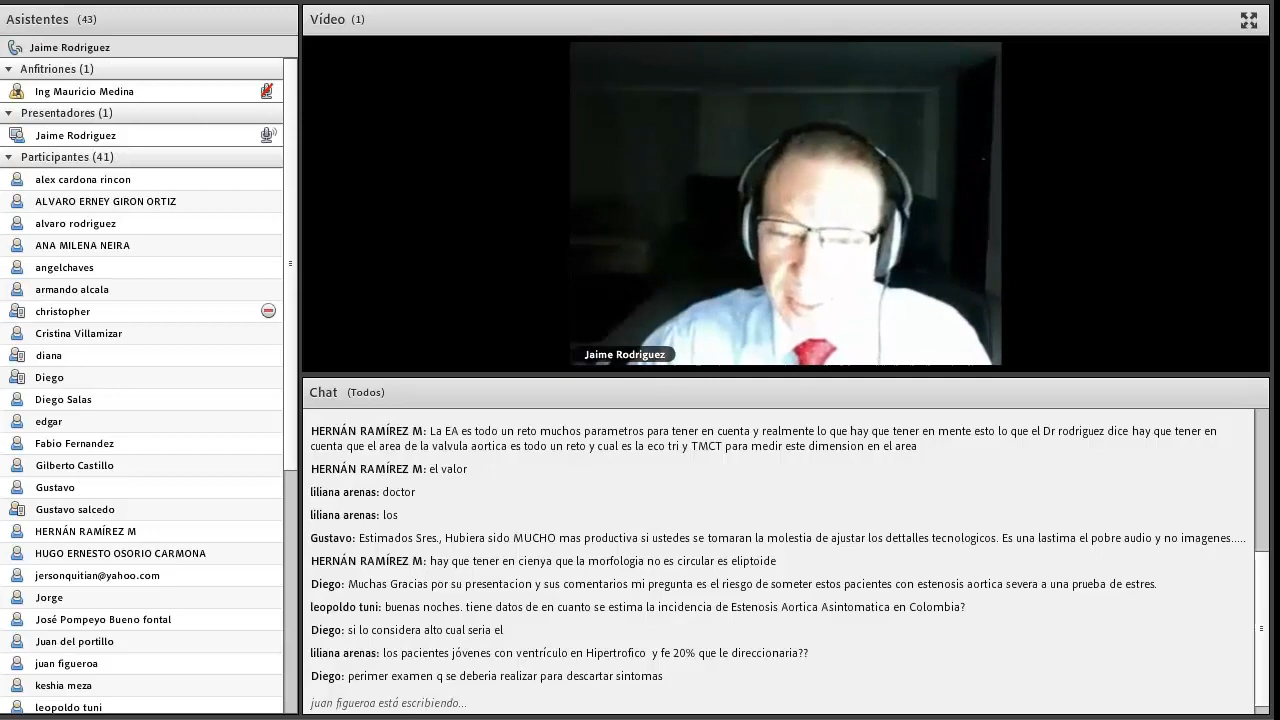 Asistentes (43)
Jaime Rodriguez
Anfitriones (1)
Ing Mauricio Medina
Presentadores (1)
Jaime Rodriguez
Participantes (41)
alex cardona rincon
ALVARO ERNEY GIRON ORTIZ
alvaro rodriguez
ANA MILENA NEIRA
angelchaves
armando alcala
christopher
Cristina Villamizar
diana
Diego
Diego Salas
edgar
Fabio Fernandez
Gilberto Castillo
Gustavo
Gustavo salcedo
HERNÁN RAMÍREZ M
HUGO ERNESTO OSORIO CARMONA
jersonquitian@yahoo.com
Jorge
José Pompeyo Bueno fontal
Juan del portillo
juan figueroa
keshia meza
leopoldo tuni
Vídeo (1)
Jaime Rodriguez
Chat (Todos)
HERNÁN RAMÍREZ M: La EA es todo un reto muchos parametros para tener en cuenta y realmente lo que hay que tener en mente esto lo que el Dr rodriguez dice hay que tener en
cuenta que el area de la valvula aortica es todo un reto y cual es la eco tri y TMCT para medir este dimension en el area
HERNÁN RAMÍREZ M: el valor
liliana arenas: doctor
liliana arenas: los
Gustavo: Estimados Sres., Hubiera sido MUCHO mas productiva si ustedes se tomaran la molestia de ajustar los dettalles tecnologicos. Es una lastima el pobre audio y no imagenes.....
HERNÁN RAMÍREZ M: hay que tener en cienya que la morfologia no es circular es eliptoide
Diego: Muchas Gracias por su presentacion y sus comentarios mi pregunta es el riesgo de someter estos pacientes con estenosis aortica severa a una prueba de estres.
leopoldo tuni: buenas noches. tiene datos de en cuanto se estima la incidencia de Estenosis Aortica Asintomatica en Colombia?
Diego: si lo considera alto cual seria el
liliana arenas: los pacientes jóvenes con ventrículo en Hipertrofico y fe 20% que le direccionaria??
Diego: perimer examen q se deberia realizar para descartar sintomas
juan figueroa está escribiendo...